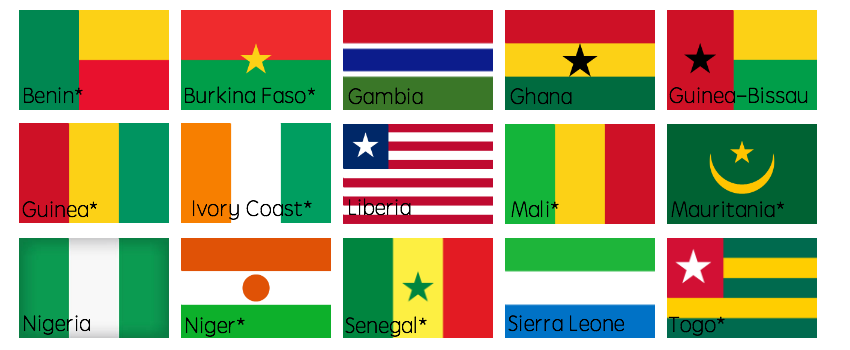 Benin*
Burkina Faso*
Gambia
Ghana
Guinea-Bissau
Guinea*
Ivory Coast*
Liberia
Mali*
Mauritania*
Nigeria
Niger*
Senegal*
Sierra Leone
Togo*